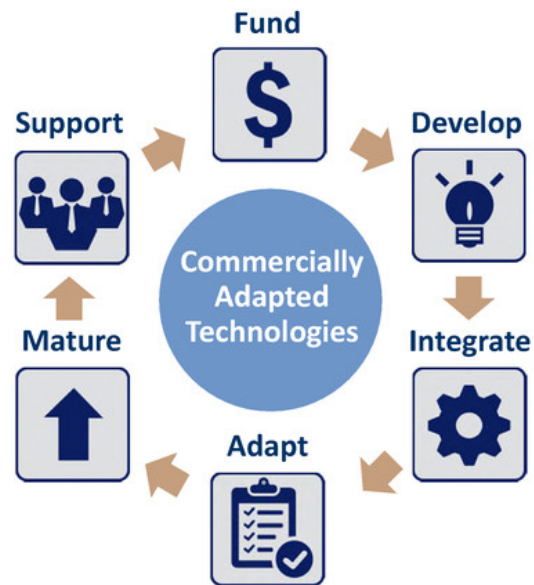 Fund
Support
Develop
Commercially
Adapted
Technologies
Mature
Integrate
Adapt